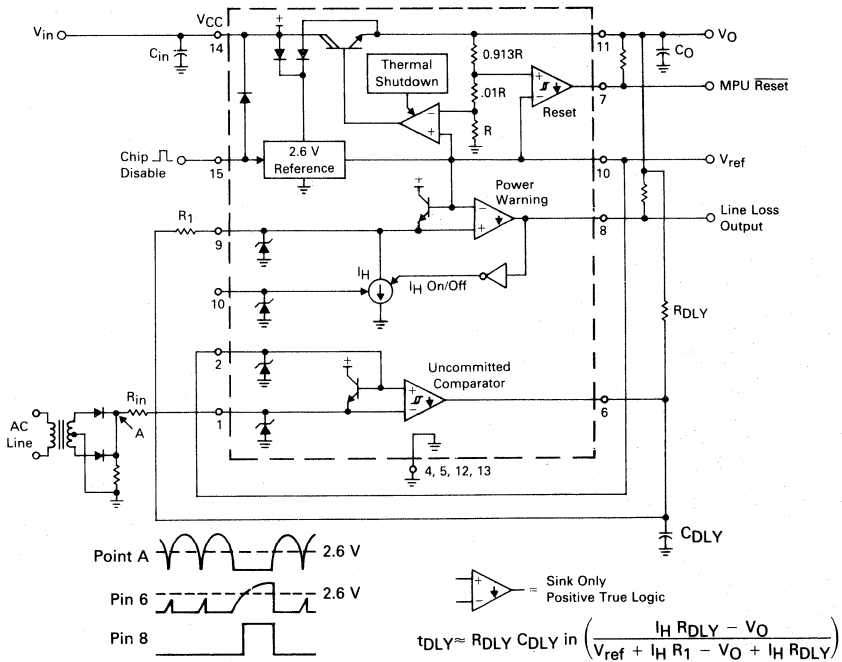 Vin
Cin
VCC
14
Thermal
Shutdown
0.913R
.01R
R
+
−
Reset
11
VO
CO
7
MPU Reset
Chip
Disable
15
2.6 V
Reference
10
Vref
Power
Warning
R1
9
8
Line Loss
Output
IH
IH On/Off
10
RDLY
2
Uncommitted
Comparator
6
AC
Line
A
Rin
1
4, 5, 12, 13
CDLY
Point A
2.6 V
Pin 6
2.6 V
Pin 8
+
−
=
Sink Only
Positive True Logic
tDLY≈ RDLY CDLY in (IH RDLY − VO / Vref + IH R1 − VO + IH RDLY)